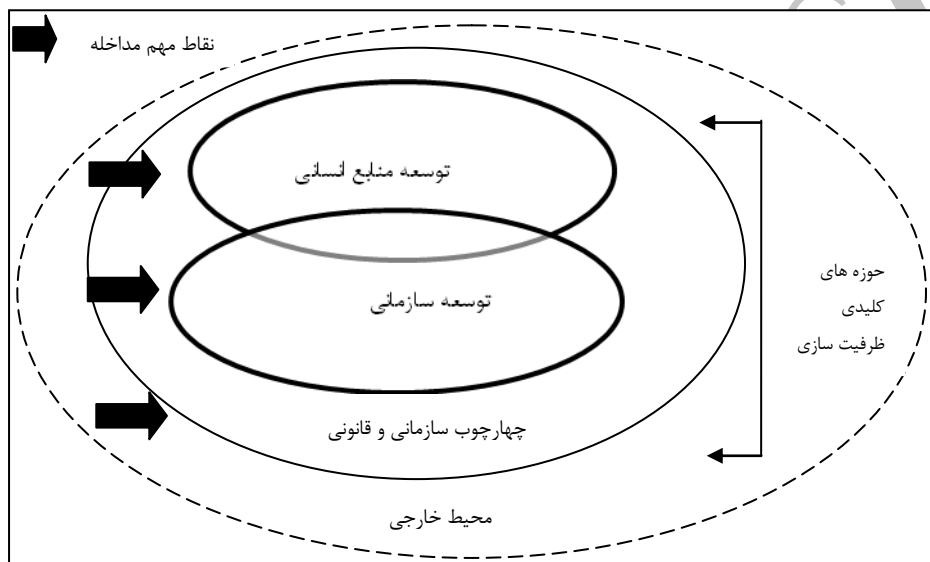 نقاط مهم مداخله
توسعه منابع انسانی
توسعه سازمانی
حوزه های
کلیدی
ظرفیت سازی
چهارچوب سازمانی و قانونی
محیط خارجی